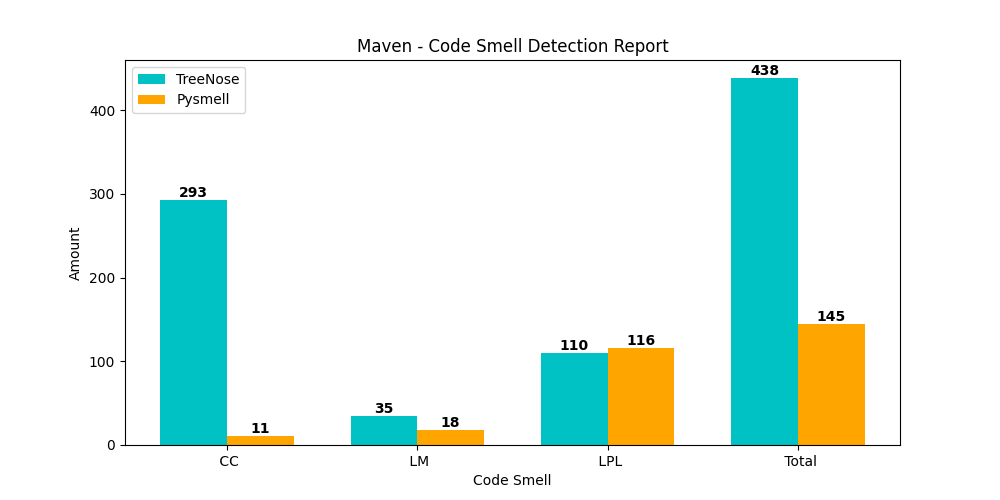 Maven - Code Smell Detection Report
TreeNose
Pysmell
Amount
400
300
200
100
0
293
11
35
18
110
116
438
145
CC
LM
LPL
Total
Code Smell